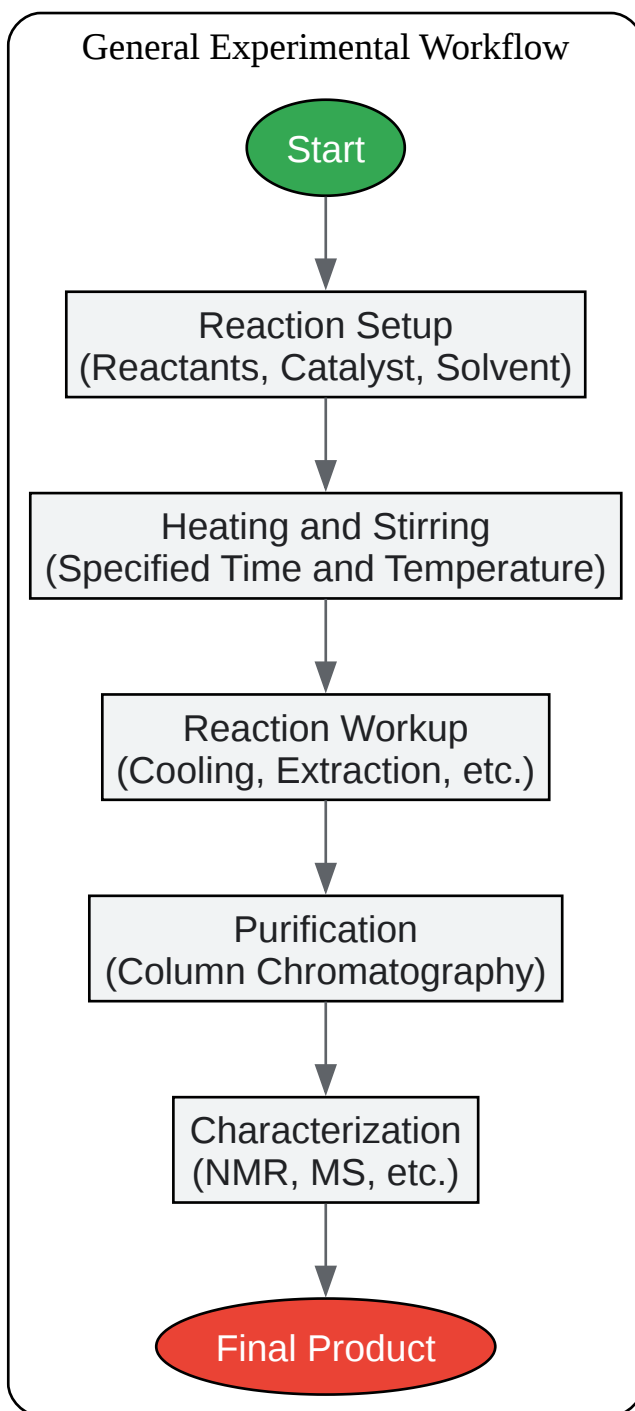 General Experimental Workflow
Start
Reaction Setup
(Reactants, Catalyst, Solvent)
Heating and Stirring
(Specified Time and Temperature)
Reaction Workup
(Cooling, Extraction, etc.)
Purification
(Column Chromatography)
Characterization
(NMR, MS, etc.)
Final Product